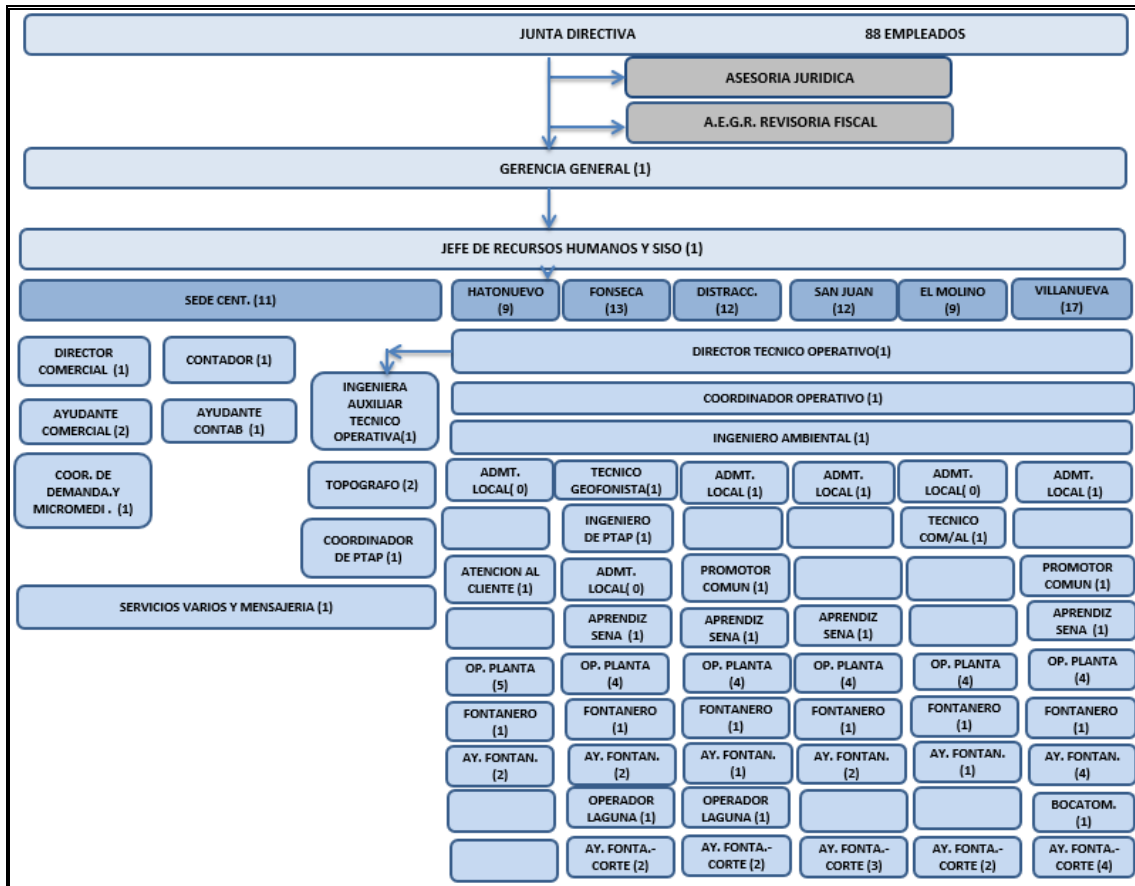 JUNTA DIRECTIVA 88 EMPLEADOS
ASESORIA JURIDICA
A.E.G.R. REVISORIA FISCAL
GERENCIA GENERAL (1)
JEFE DE RECURSOS HUMANOS Y SISO (1)
SEDE CENT. (11)
HATONUEVO
(9)
FONSECA
(13)
DISTRACC.
(12)
SAN JUAN
(12)
EL MOLINO
(9)
VILLANUEVA
(17)
DIRECTOR
COMERCIAL (1)
CONTADOR (1)
DIRECTOR TECNICO OPERATIVO(1)
INGENIERA
AUXILIAR
TECNICO
OPERATIVA(1)
COORDINADOR OPERATIVO (1)
AYUDANTE
COMERCIAL (2)
AYUDANTE
CONTAB (1)
INGENIERO AMBIENTAL (1)
COOR. DE
DEMANDA.Y
MICROMEDI . (1)
TOPOGRAFO (2)
COORDINADOR
DE PTAP (1)
SERVICIOS VARIOS Y MENSAJERIA (1)
ADMT.
LOCAL( 0)
TECNICO
GEOFONISTA(1)
ADMT.
LOCAL (1)
ADMT.
LOCAL (1)
ADMT.
LOCAL( 0)
ADMT.
LOCAL (1)
INGENIERO
DE PTAP (1)
TECNICO
COM/AL (1)
ATENCION AL
CLIENTE (1)
ADMT.
LOCAL( 0)
PROMOTOR
COMUN (1)
PROMOTOR
COMUN (1)
APRENDIZ
SENA (1)
APRENDIZ
SENA (1)
APRENDIZ
SENA (1)
APRENDIZ
SENA (1)
OP. PLANTA
(5)
OP. PLANTA
(4)
OP. PLANTA
(4)
OP. PLANTA
(4)
OP. PLANTA
(4)
OP. PLANTA
(4)
FONTANERO
(1)
FONTANERO
(1)
FONTANERO
(1)
FONTANERO
(1)
FONTANERO
(1)
FONTANERO
(1)
AY. FONTAN.
(2)
AY. FONTAN.
(2)
AY. FONTAN.
(1)
AY. FONTAN.
(2)
AY. FONTAN.
(1)
AY. FONTAN.
(4)
OPERADOR
LAGUNA (1)
OPERADOR
LAGUNA (1)
BOCATOM.
(1)
AY. FONTA.-
CORTE (2)
AY. FONTA.-
CORTE (2)
AY. FONTA.-
CORTE (3)
AY. FONTA.-
CORTE (2)
AY. FONTA.-
CORTE (4)